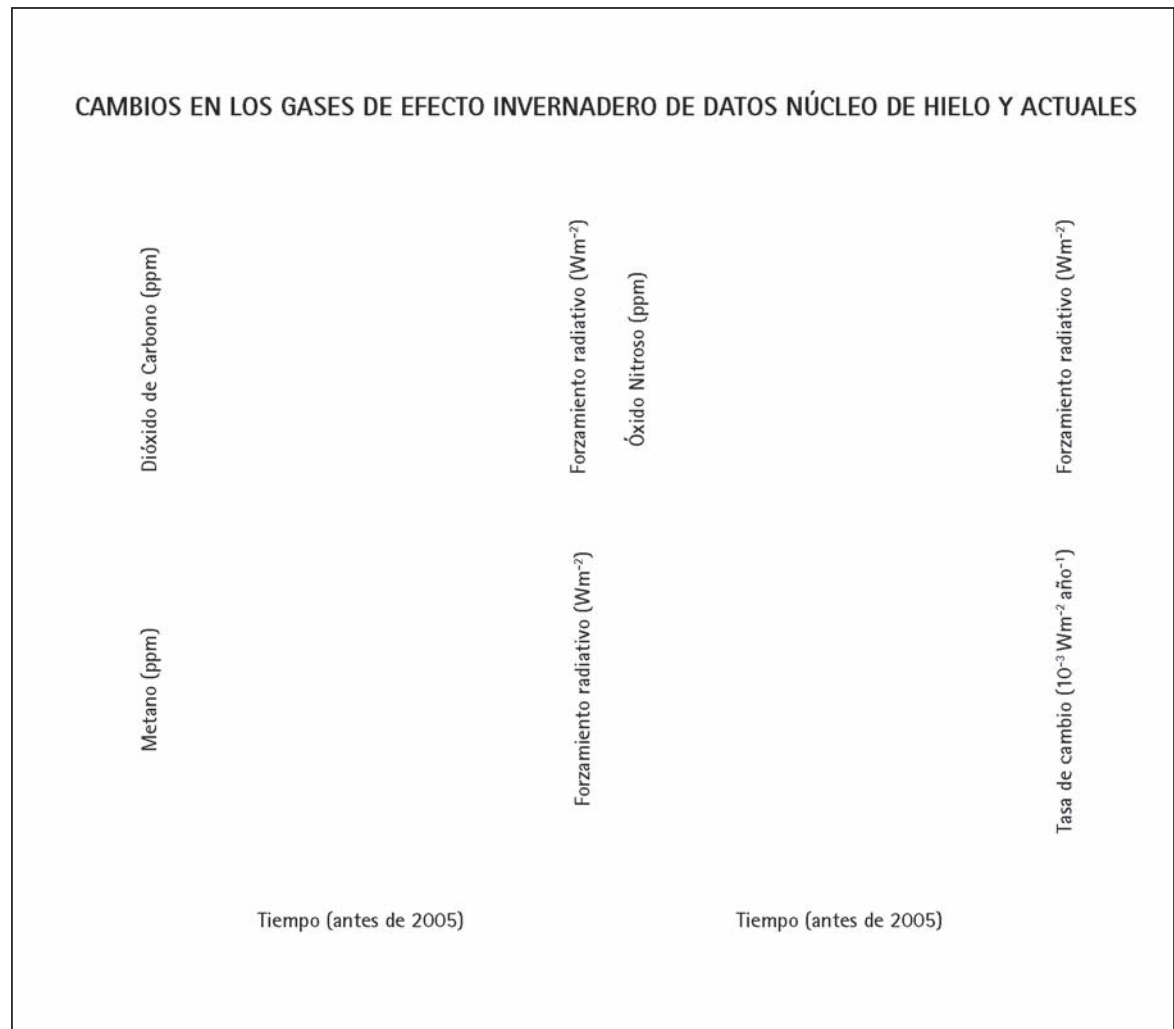 CAMBIOS EN LOS GASES DE EFECTO INVERNADERO DE DATOS NÚCLEO DE HIELO Y ACTUALES
Dióxido de Carbono (ppm)
Forzamiento radiativo (Wm⁻²)
Óxido Nitroso (ppm)
Forzamiento radiativo (Wm⁻²)
Metano (ppm)
Forzamiento radiativo (Wm⁻²)
Tasa de cambio (10⁻³ Wm⁻² año⁻¹)
Tiempo (antes de 2005)
Tiempo (antes de 2005)